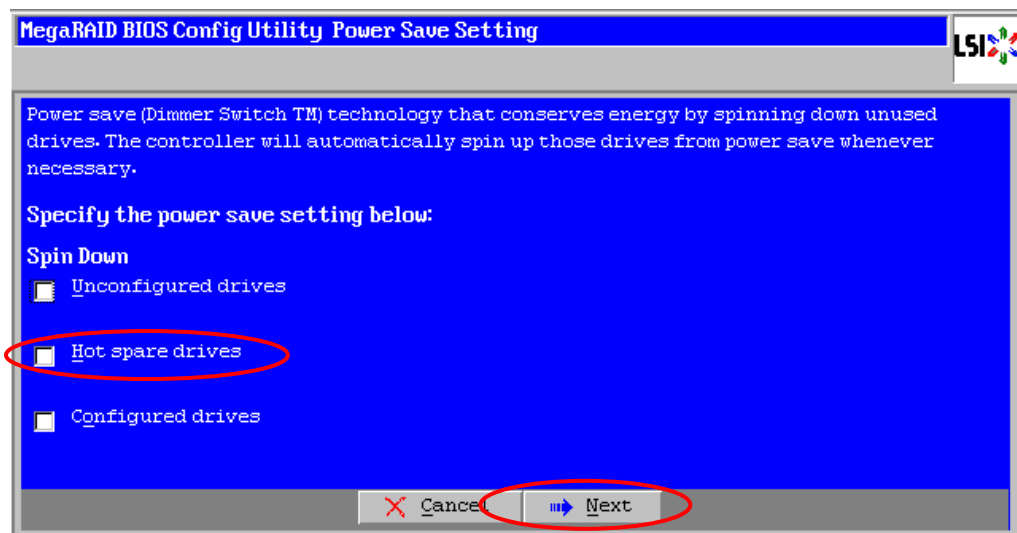 MegaRAID BIOS Config Utility Power Save Setting
LSI
Power save (Dimmer Switch TM) technology that conserves energy by spinning down unused
drives. The controller will automatically spin up those drives from power save whenever
necessary.
Specify the power save setting below:
Spin Down
Unconfigured drives
Hot spare drives
Configured drives
Cancel
Next